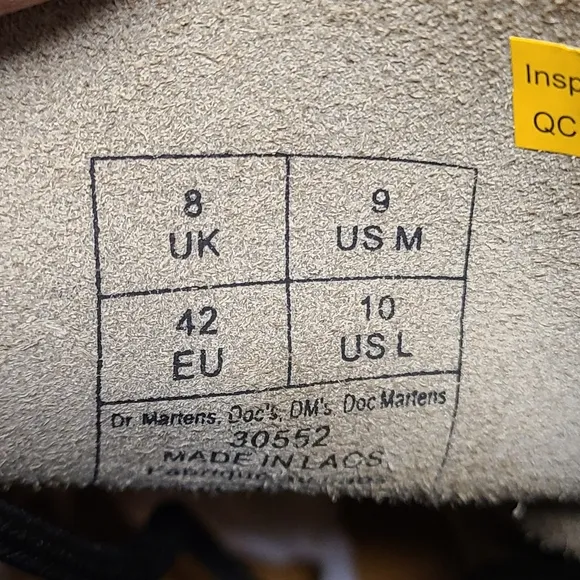 Insp
QC
8
UK
9
US M
42
EU
10
US L
Dr. Martens, Doc's, DM's, Doc Martens
30552
MADE IN LAOS